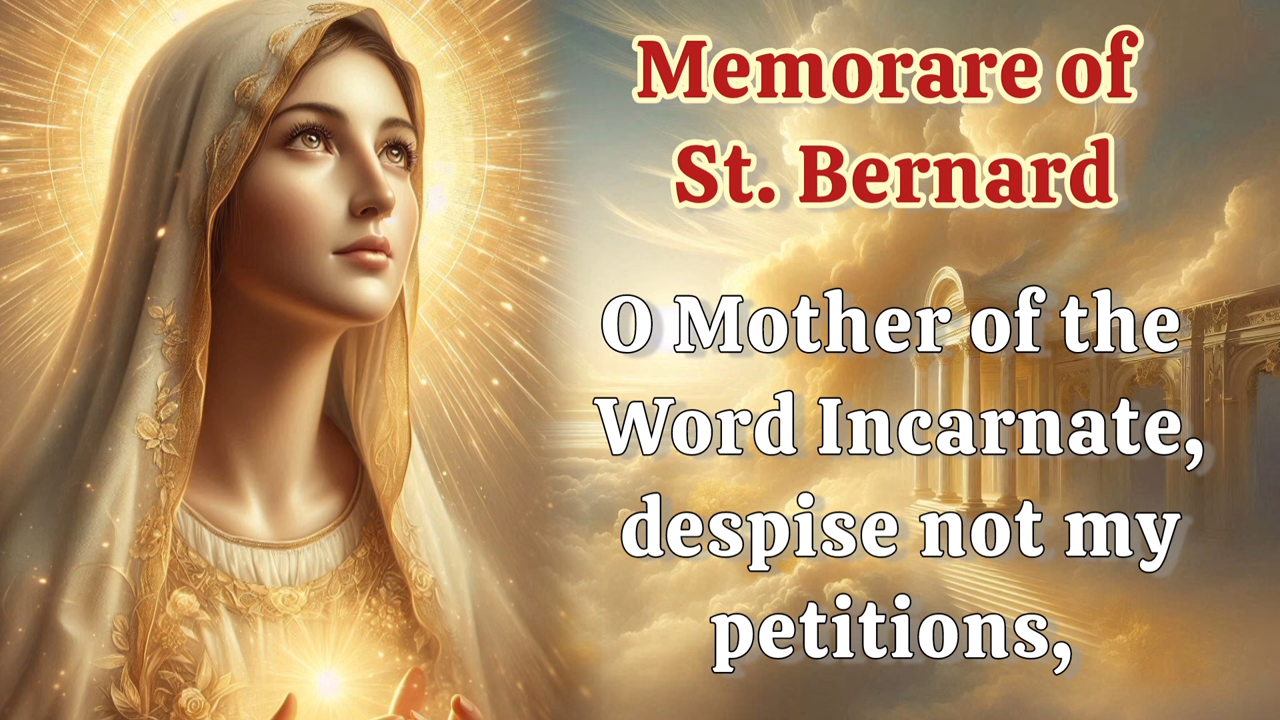 Memorare of
St. Bernard
O Mother of the
Word Incarnate,
despise not my
petitions,